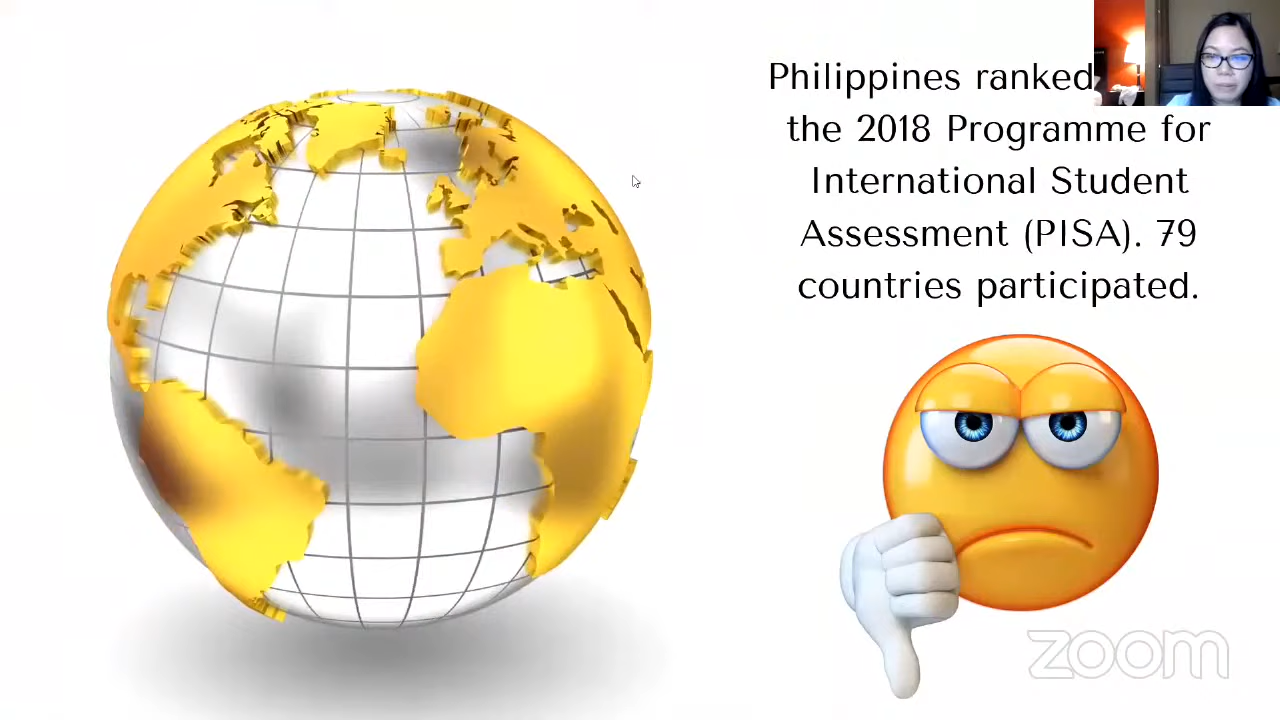 Philippines ranked
the 2018 Programme for
International Student
Assessment (PISA). 79
countries participated.
zoom